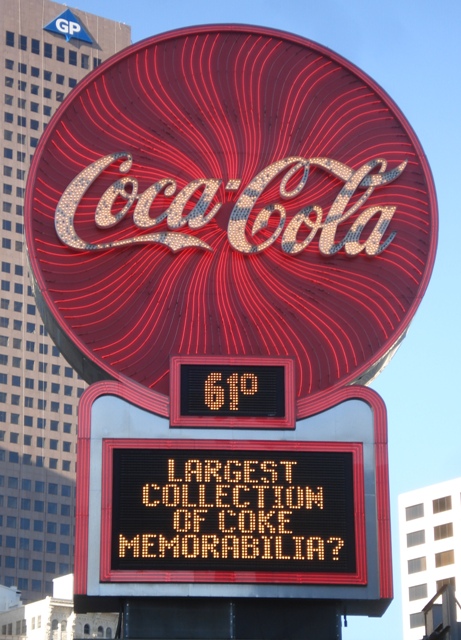 GP
Coca-Cola
61°
LARGEST
COLLECTION
OF COKE
MEMORABILIA?